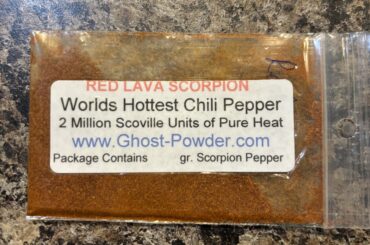 RED LAVA SCORPION
Worlds Hottest Chili Pepper
2 Million Scoville Units of Pure Heat
www.Ghost-Powder.com
Package Contains gr. Scorpion Pepper